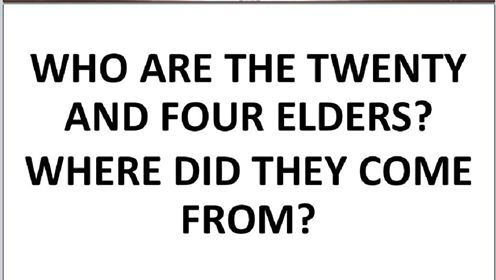 WHO ARE THE TWENTY
AND FOUR ELDERS?
WHERE DID THEY COME
FROM?